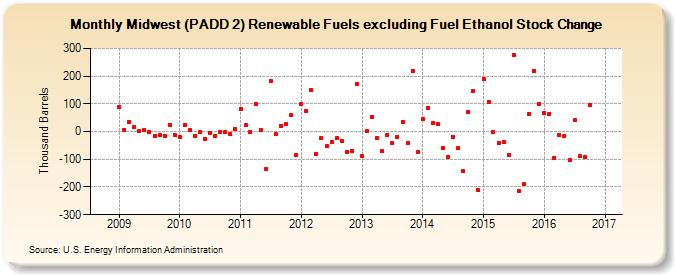 Monthly Midwest (PADD 2) Renewable Fuels excluding Fuel Ethanol Stock Change
Thousand Barrels
300
200
100
0
-100
-200
-300
2009 2010 2011 2012 2013 2014 2015 2016 2017
Source: U.S. Energy Information Administration